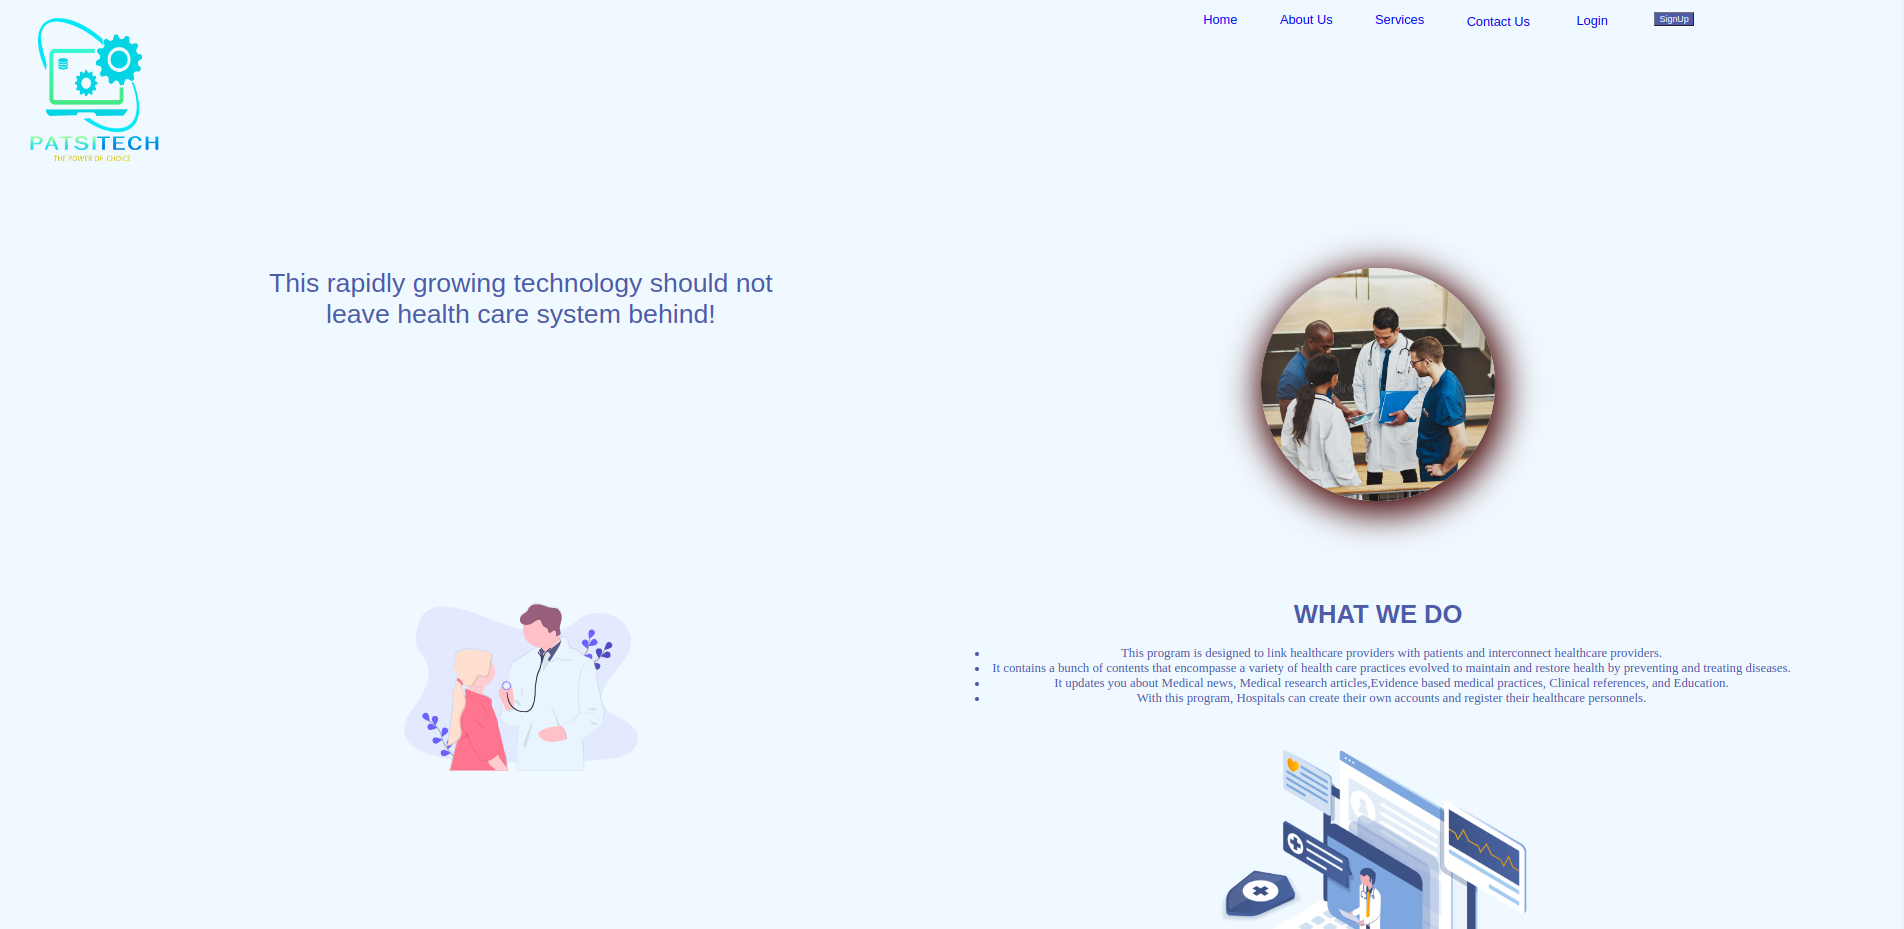 Home About Us Services Contact Us Login SignUp
PATSITECH
THE POWER OF CHOICE
This rapidly growing technology should not
leave health care system behind!
WHAT WE DO
This program is designed to link healthcare providers with patients and interconnect healthcare providers.
It contains a bunch of contents that encompasse a variety of health care practices evolved to maintain and restore health by preventing and treating diseases.
It updates you about Medical news, Medical research articles,Evidence based medical practices, Clinical references, and Education.
With this program, Hospitals can create their own accounts and register their healthcare personnels.